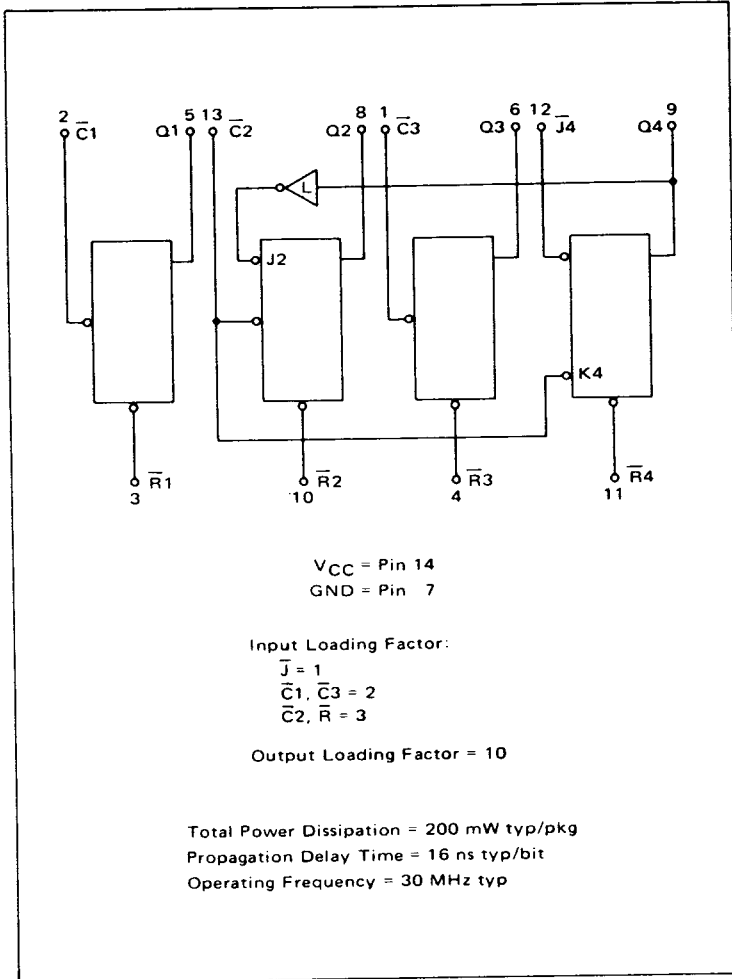 2 C̅1 5 Q1 13 C̅2 8 Q2 1 C̅3 6 Q3 12 J̅4 9 Q4
L
J2
K4
R̅1 3
R̅2 10
R̅3 4
R̅4 11
VCC = Pin 14
GND = Pin 7
Input Loading Factor:
J̅ = 1
C̅1, C̅3 = 2
C̅2, R̅ = 3
Output Loading Factor = 10
Total Power Dissipation = 200 mW typ/pkg
Propagation Delay Time = 16 ns typ/bit
Operating Frequency = 30 MHz typ